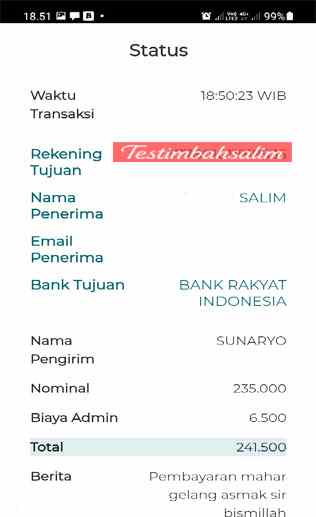 18.51
99%
Status
Waktu 18:50:23 WIB
Transaksi
Rekening Testimbahsalim
Tujuan
Nama SALIM
Penerima
Email
Penerima
Bank Tujuan BANK RAKYAT
INDONESIA
Nama SUNARYO
Pengirim
Nominal 235.000
Biaya Admin 6.500
Total 241.500
Berita Pembayaran mahar
gelang asmak sir
bismillah